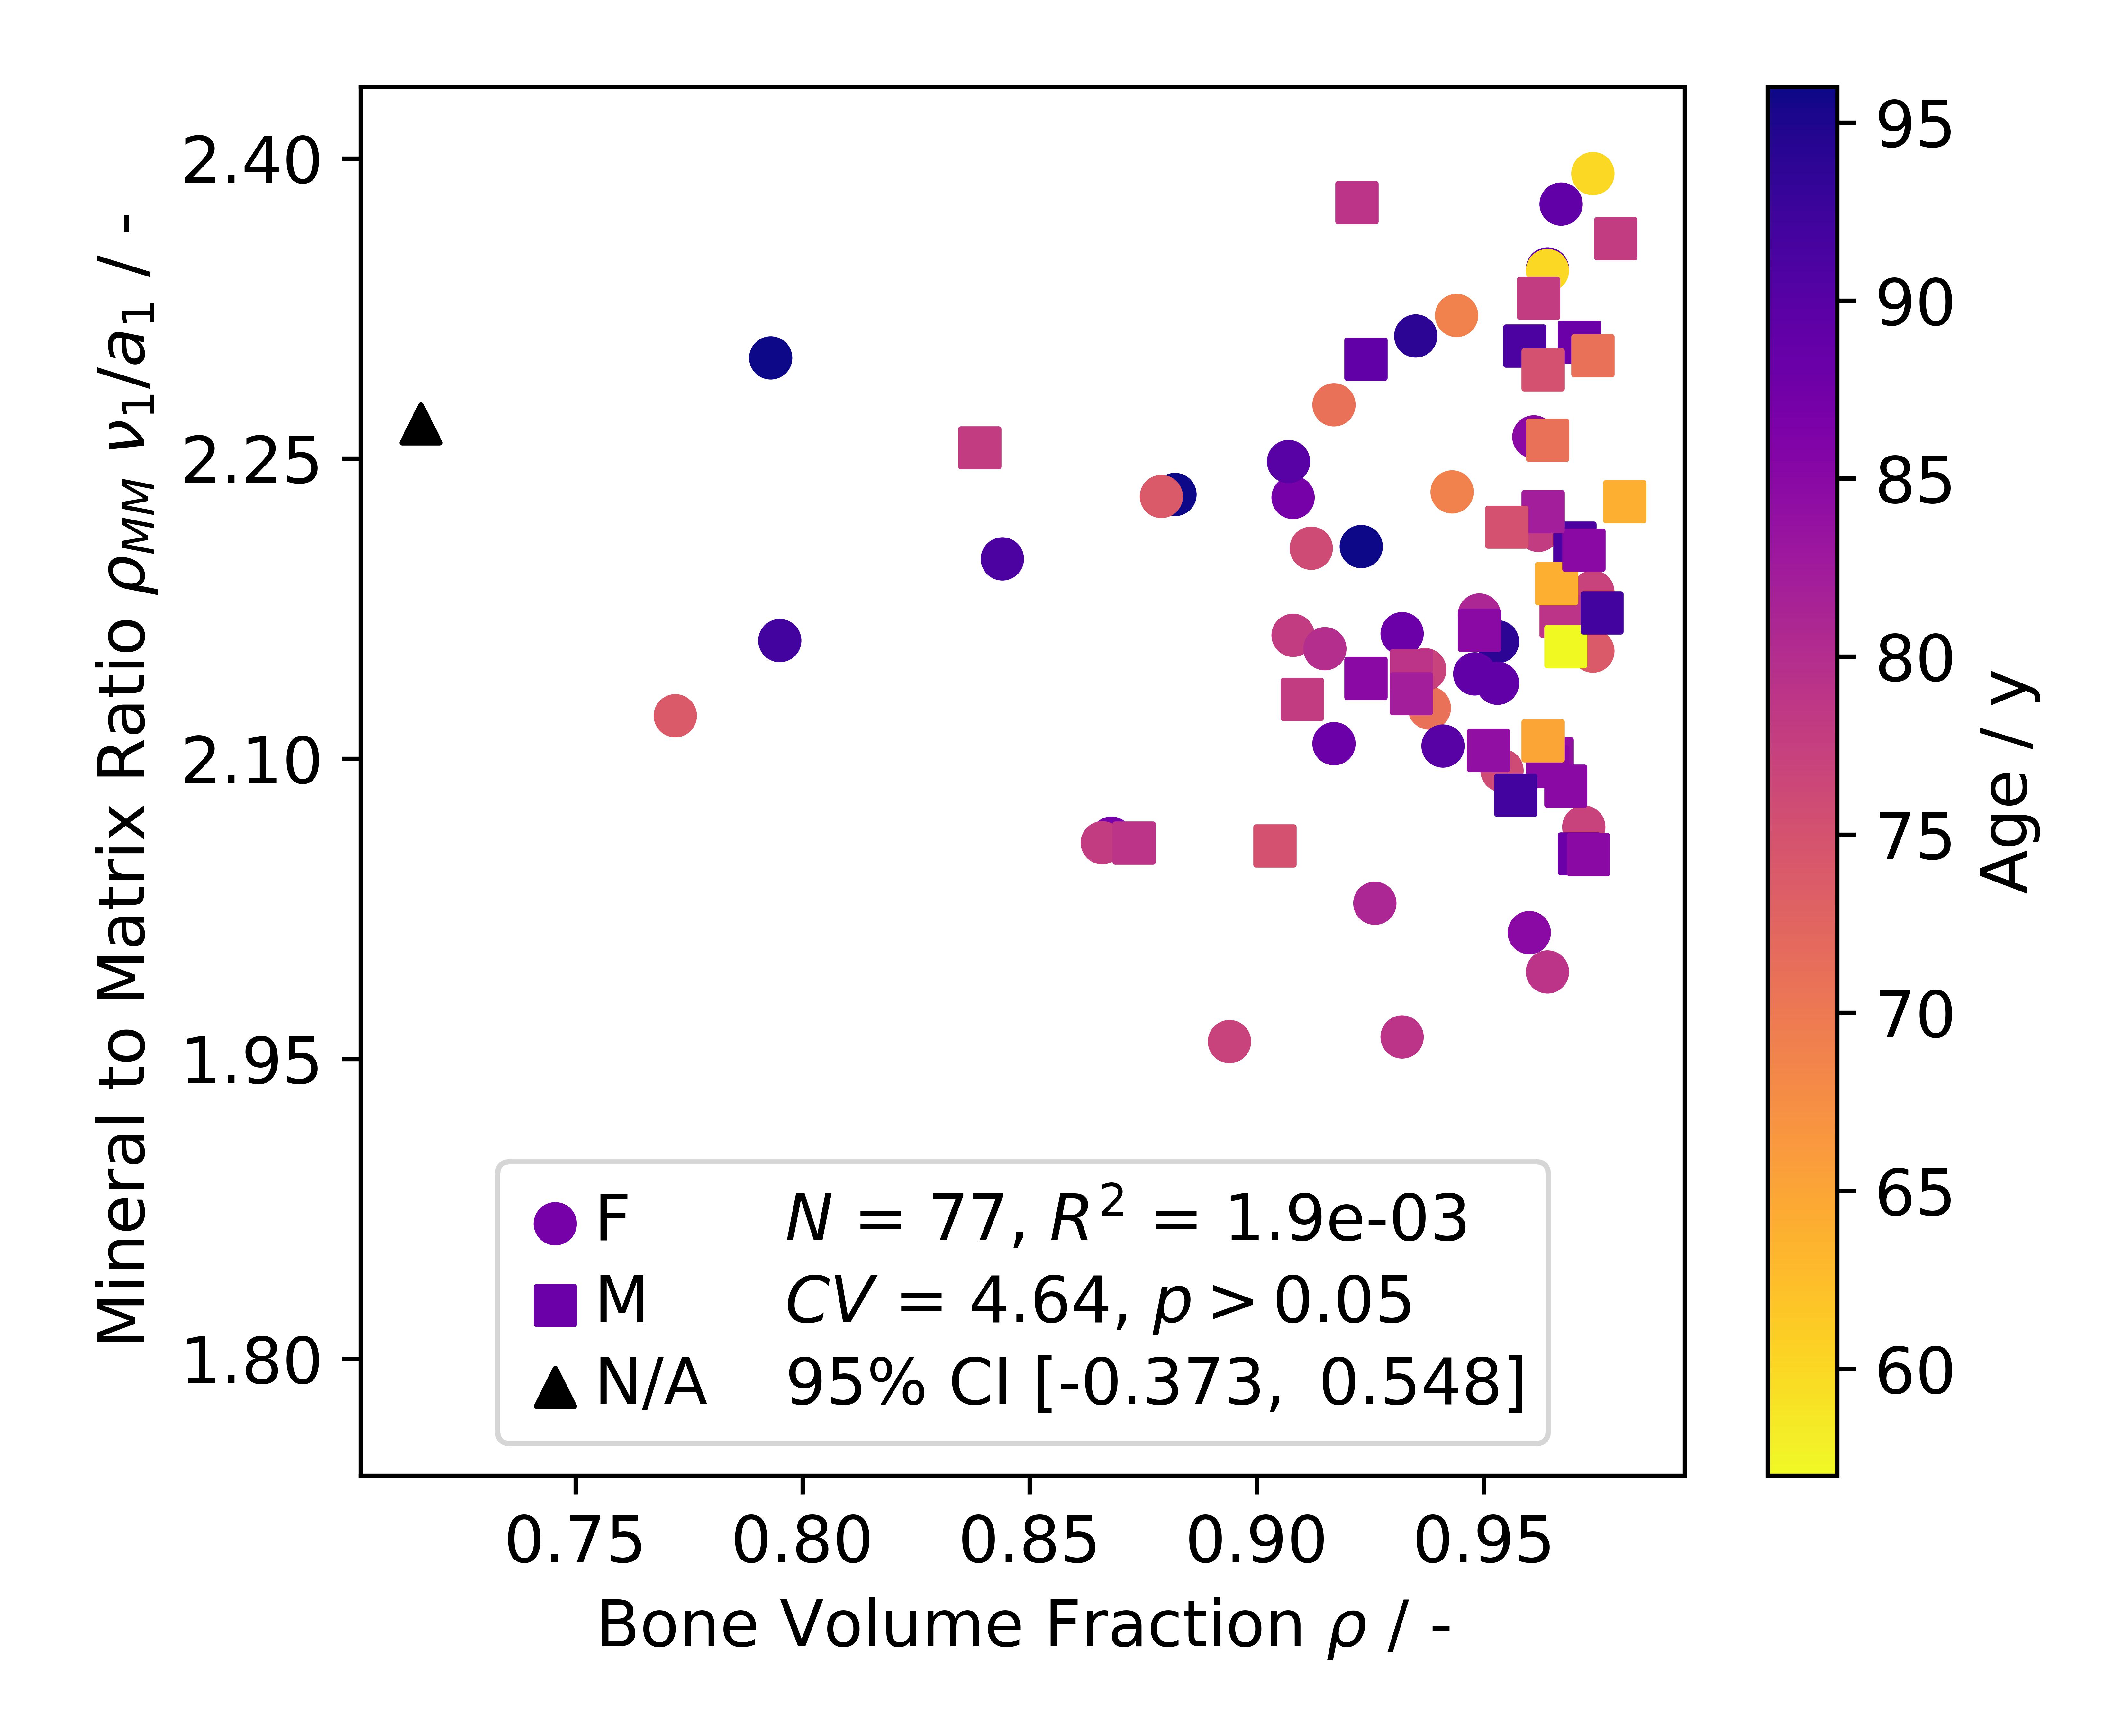 Mineral to Matrix Ratio ρMM ν1/a1 / -
2.40
2.25
2.10
1.95
1.80
F N = 77, R² = 1.9e-03
M CV = 4.64, p > 0.05
N/A 95% CI [-0.373, 0.548]
0.75 0.80 0.85 0.90 0.95
Bone Volume Fraction ρ / -
95
90
85
80
75
70
65
60
Age / y